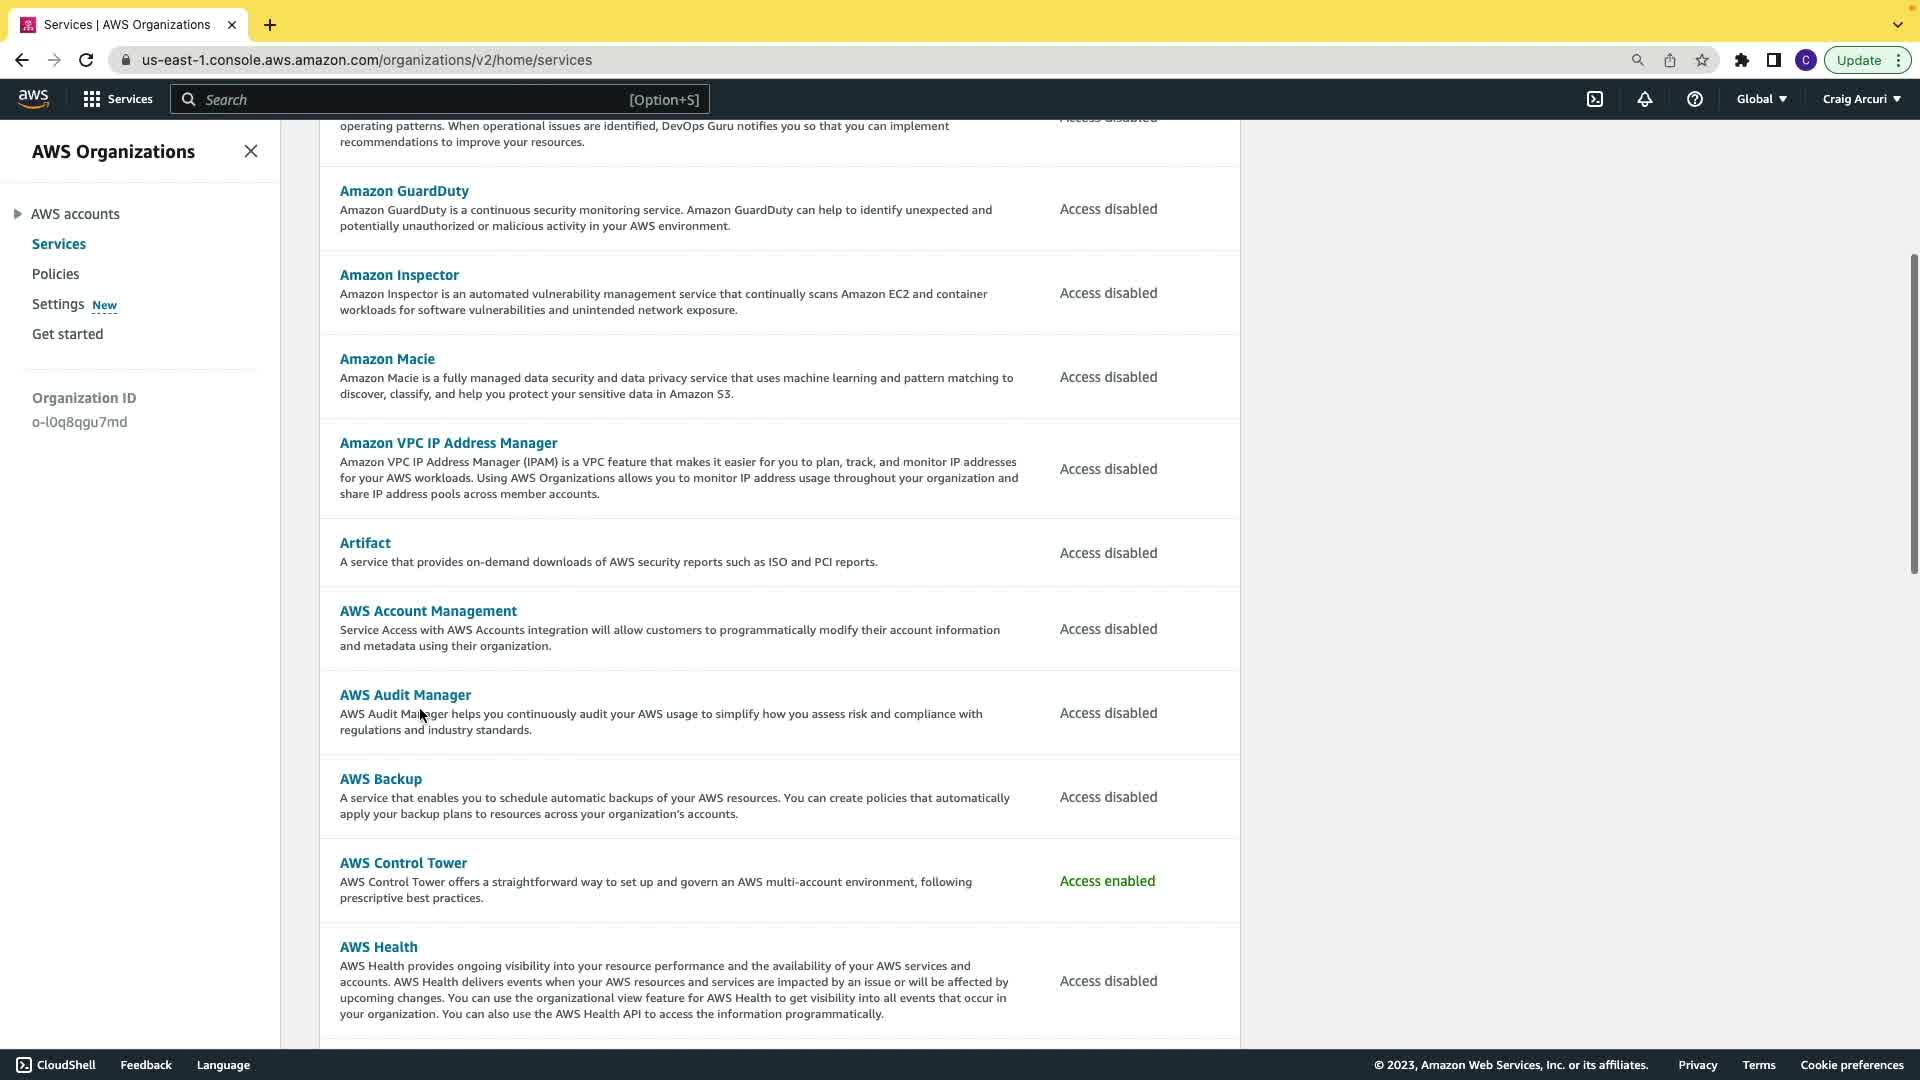 Services | AWS Organizations
us-east-1.console.aws.amazon.com/organizations/v2/home/services
C
Update
aws
Services
Search
[Option+S]
Global
Craig Arcuri
AWS Organizations
AWS accounts
Services
Policies
Settings New
Get started
Organization ID
o-l0q8qgu7md
operating patterns. When operational issues are identified, DevOps Guru notifies you so that you can implement
recommendations to improve your resources.
Access disabled
Amazon GuardDuty
Amazon GuardDuty is a continuous security monitoring service. Amazon GuardDuty can help to identify unexpected and
potentially unauthorized or malicious activity in your AWS environment.
Access disabled
Amazon Inspector
Amazon Inspector is an automated vulnerability management service that continually scans Amazon EC2 and container
workloads for software vulnerabilities and unintended network exposure.
Access disabled
Amazon Macie
Amazon Macie is a fully managed data security and data privacy service that uses machine learning and pattern matching to
discover, classify, and help you protect your sensitive data in Amazon S3.
Access disabled
Amazon VPC IP Address Manager
Amazon VPC IP Address Manager (IPAM) is a VPC feature that makes it easier for you to plan, track, and monitor IP addresses
for your AWS workloads. Using AWS Organizations allows you to monitor IP address usage throughout your organization and
share IP address pools across member accounts.
Access disabled
Artifact
A service that provides on-demand downloads of AWS security reports such as ISO and PCI reports.
Access disabled
AWS Account Management
Service Access with AWS Accounts integration will allow customers to programmatically modify their account information
and metadata using their organization.
Access disabled
AWS Audit Manager
AWS Audit Manager helps you continuously audit your AWS usage to simplify how you assess risk and compliance with
regulations and industry standards.
Access disabled
AWS Backup
A service that enables you to schedule automatic backups of your AWS resources. You can create policies that automatically
apply your backup plans to resources across your organization's accounts.
Access disabled
AWS Control Tower
AWS Control Tower offers a straightforward way to set up and govern an AWS multi-account environment, following
prescriptive best practices.
Access enabled
AWS Health
AWS Health provides ongoing visibility into your resource performance and the availability of your AWS services and
accounts. AWS Health delivers events when your AWS resources and services are impacted by an issue or will be affected by
upcoming changes. You can use the organizational view feature for AWS Health to get visibility into all events that occur in
your organization. You can also use the AWS Health API to access the information programmatically.
Access disabled
CloudShell
Feedback
Language
© 2023, Amazon Web Services, Inc. or its affiliates.
Privacy
Terms
Cookie preferences